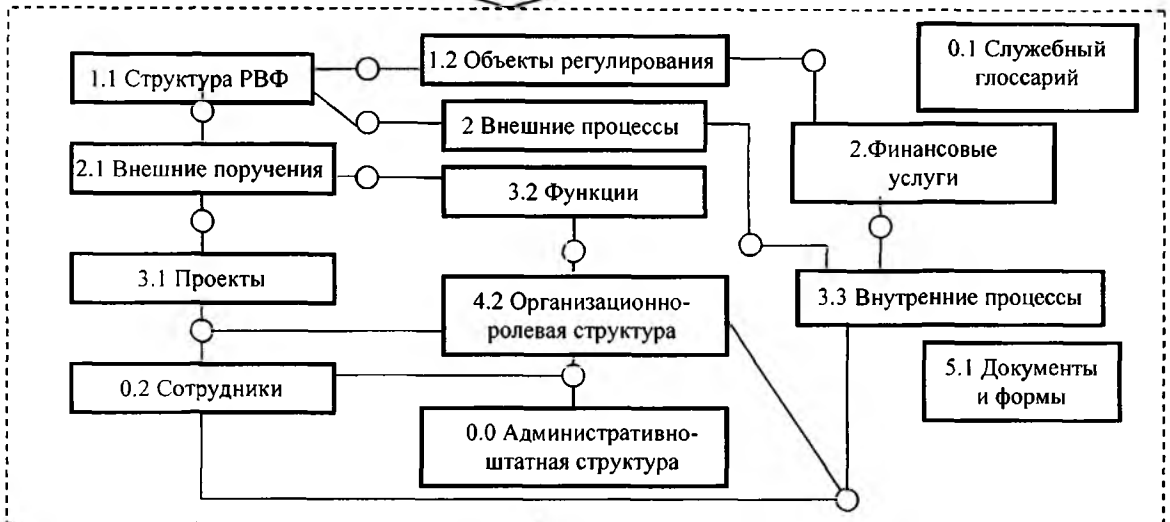 1.1 Структура РВФ
1.2 Объекты регулирования
0.1 Служебный
глоссарий
2 Внешние процессы
2.Финансовые
услуги
2.1 Внешние поручения
3.2 Функции
3.1 Проекты
4.2 Организационно-
ролевая структура
3.3 Внутренние процессы
0.2 Сотрудники
5.1 Документы
и формы
0.0 Административно-
штатная структура